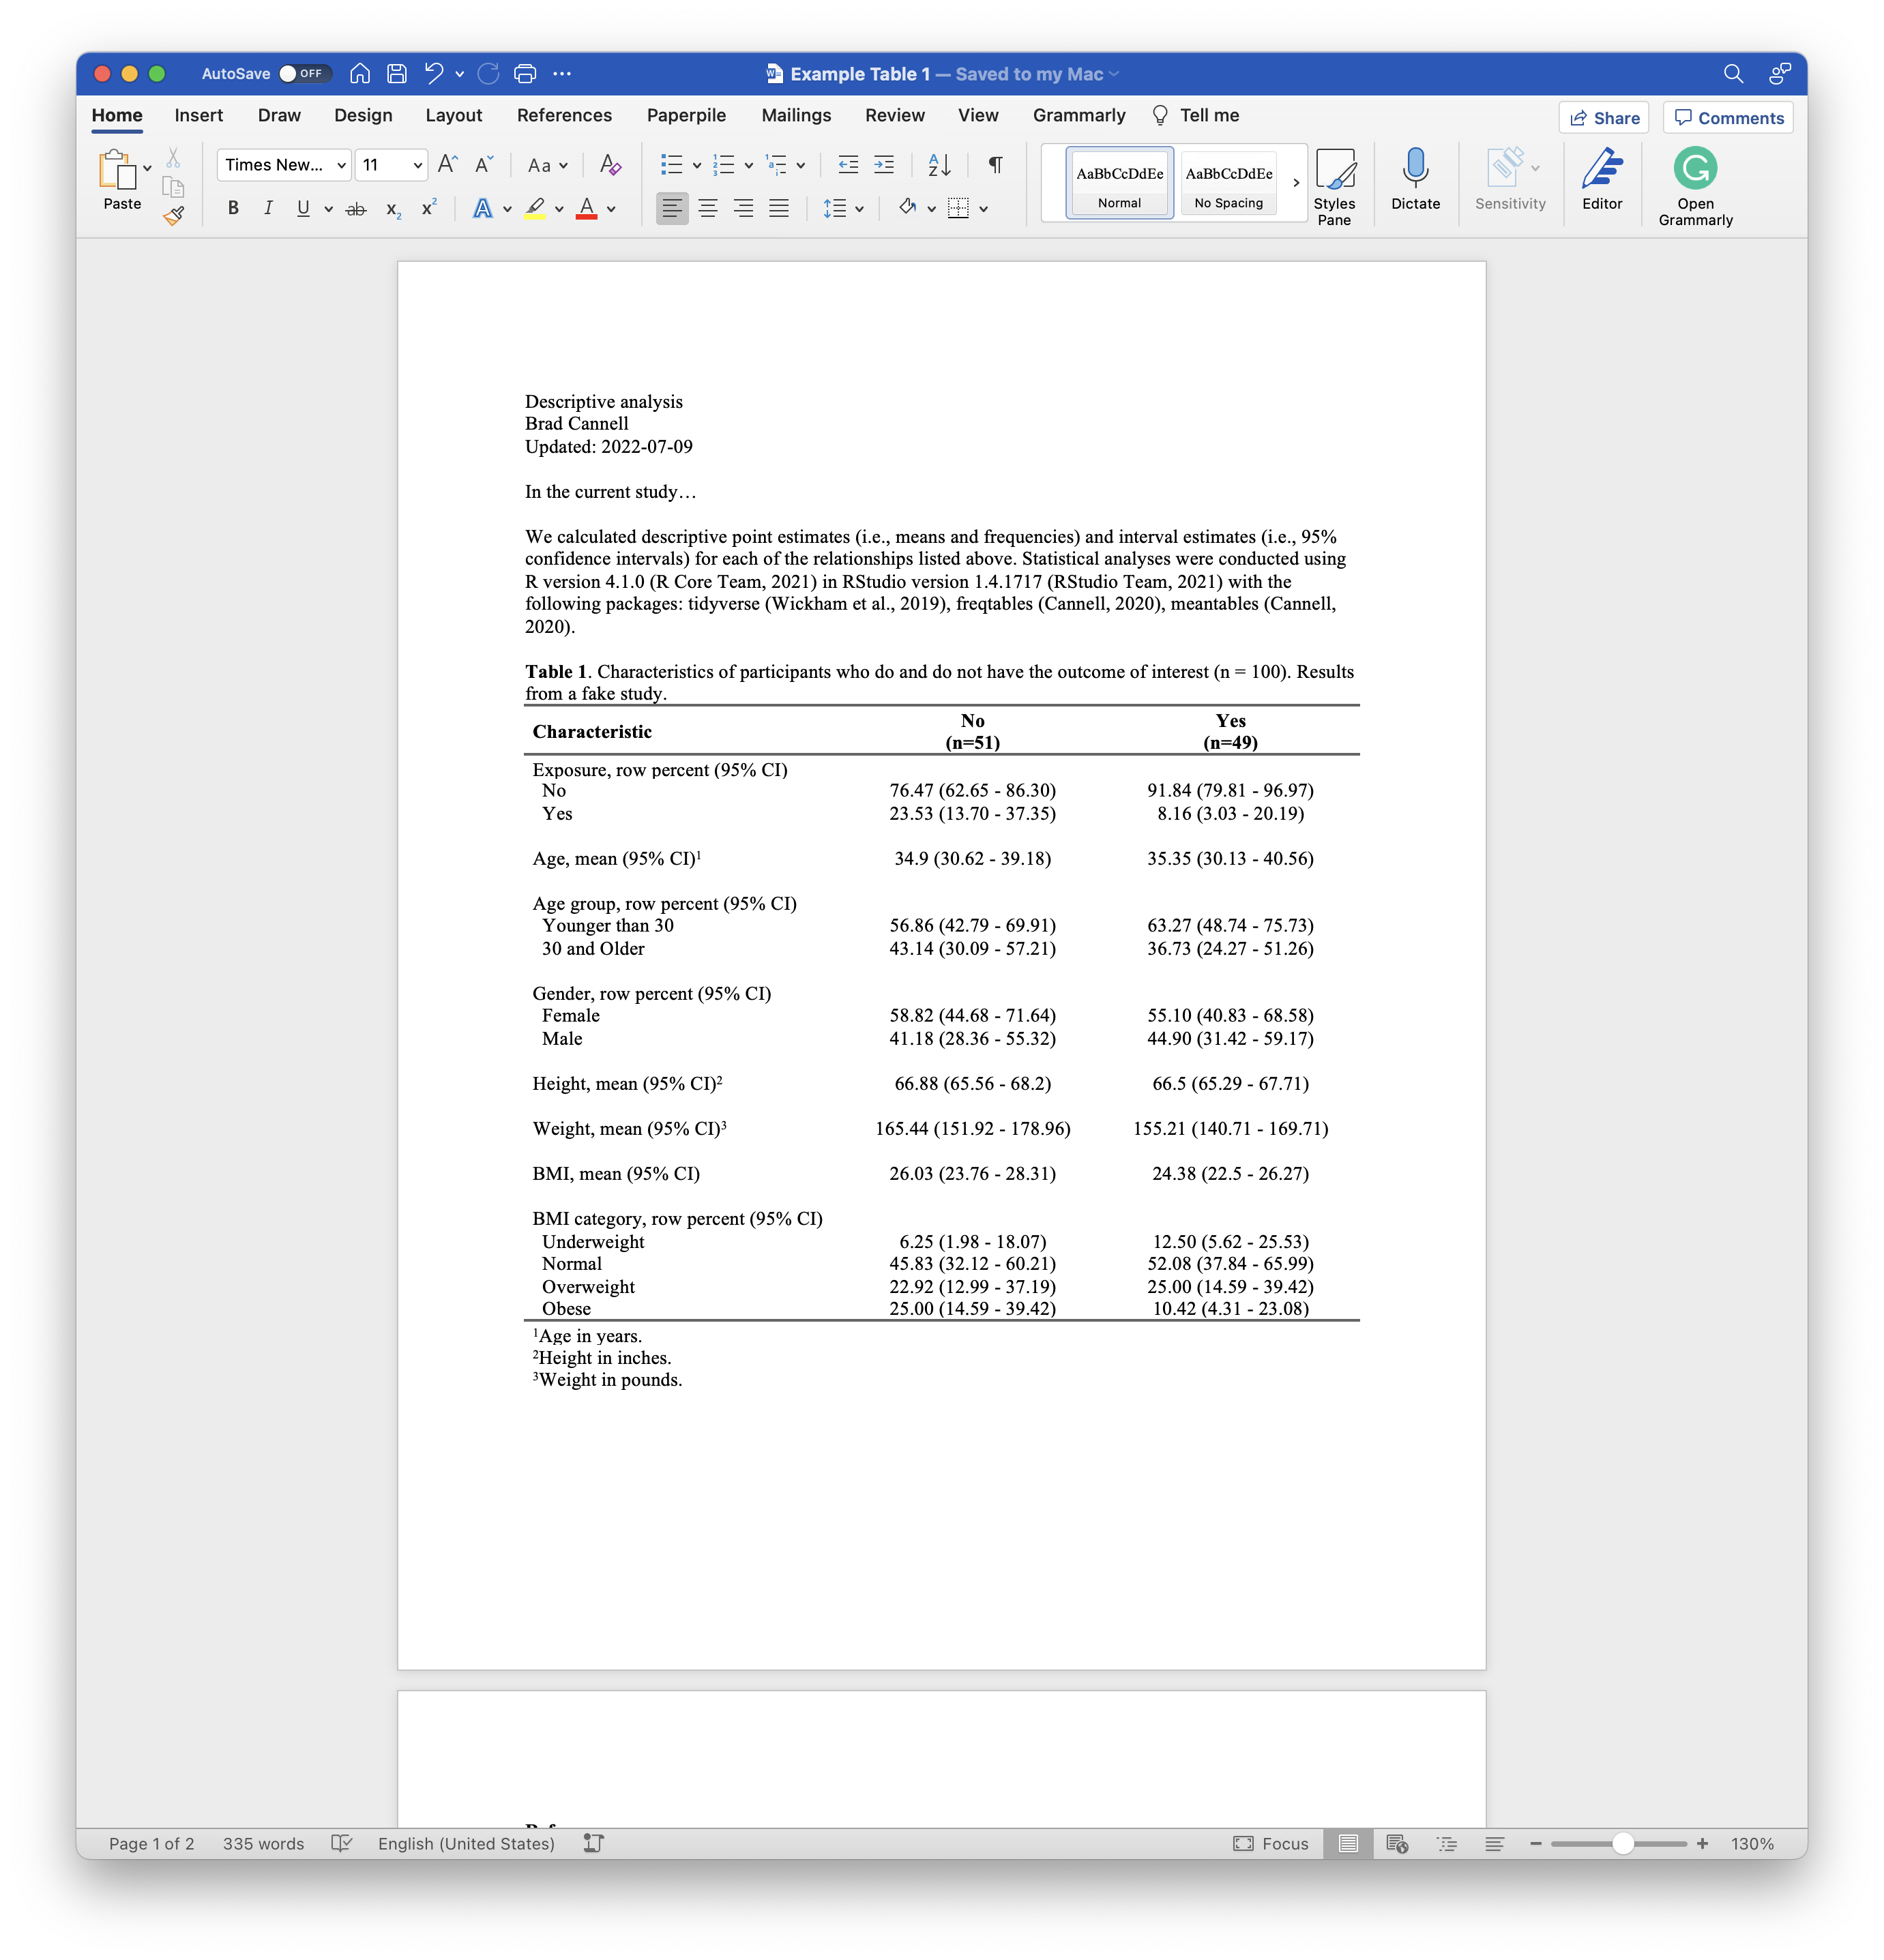 AutoSave OFF Example Table 1 — Saved to my Mac
Home Insert Draw Design Layout References Paperpile Mailings Review View Grammarly Tell me Share Comments
Paste Times New... 11 Aa AaBbCcDdEe Normal AaBbCcDdEe No Spacing Styles Pane Dictate Sensitivity Editor Open Grammarly
Descriptive analysis
Brad Cannell
Updated: 2022-07-09
In the current study…
We calculated descriptive point estimates (i.e., means and frequencies) and interval estimates (i.e., 95%
confidence intervals) for each of the relationships listed above. Statistical analyses were conducted using
R version 4.1.0 (R Core Team, 2021) in RStudio version 1.4.1717 (RStudio Team, 2021) with the
following packages: tidyverse (Wickham et al., 2019), freqtables (Cannell, 2020), meantables (Cannell,
2020).
Table 1. Characteristics of participants who do and do not have the outcome of interest (n = 100). Results
from a fake study.
Characteristic No (n=51) Yes (n=49)
Exposure, row percent (95% CI)
No 76.47 (62.65 - 86.30) 91.84 (79.81 - 96.97)
Yes 23.53 (13.70 - 37.35) 8.16 (3.03 - 20.19)
Age, mean (95% CI)¹ 34.9 (30.62 - 39.18) 35.35 (30.13 - 40.56)
Age group, row percent (95% CI)
Younger than 30 56.86 (42.79 - 69.91) 63.27 (48.74 - 75.73)
30 and Older 43.14 (30.09 - 57.21) 36.73 (24.27 - 51.26)
Gender, row percent (95% CI)
Female 58.82 (44.68 - 71.64) 55.10 (40.83 - 68.58)
Male 41.18 (28.36 - 55.32) 44.90 (31.42 - 59.17)
Height, mean (95% CI)² 66.88 (65.56 - 68.2) 66.5 (65.29 - 67.71)
Weight, mean (95% CI)³ 165.44 (151.92 - 178.96) 155.21 (140.71 - 169.71)
BMI, mean (95% CI) 26.03 (23.76 - 28.31) 24.38 (22.5 - 26.27)
BMI category, row percent (95% CI)
Underweight 6.25 (1.98 - 18.07) 12.50 (5.62 - 25.53)
Normal 45.83 (32.12 - 60.21) 52.08 (37.84 - 65.99)
Overweight 22.92 (12.99 - 37.19) 25.00 (14.59 - 39.42)
Obese 25.00 (14.59 - 39.42) 10.42 (4.31 - 23.08)
¹Age in years.
²Height in inches.
³Weight in pounds.
Page 1 of 2 335 words English (United States) Focus 130%